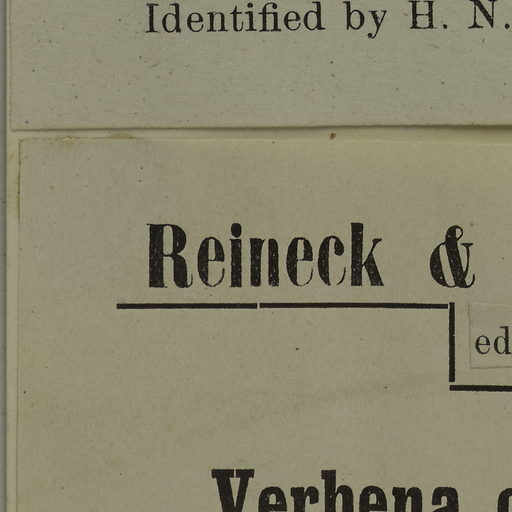 Identified by H. N.
Reineck &
ed
Verbena